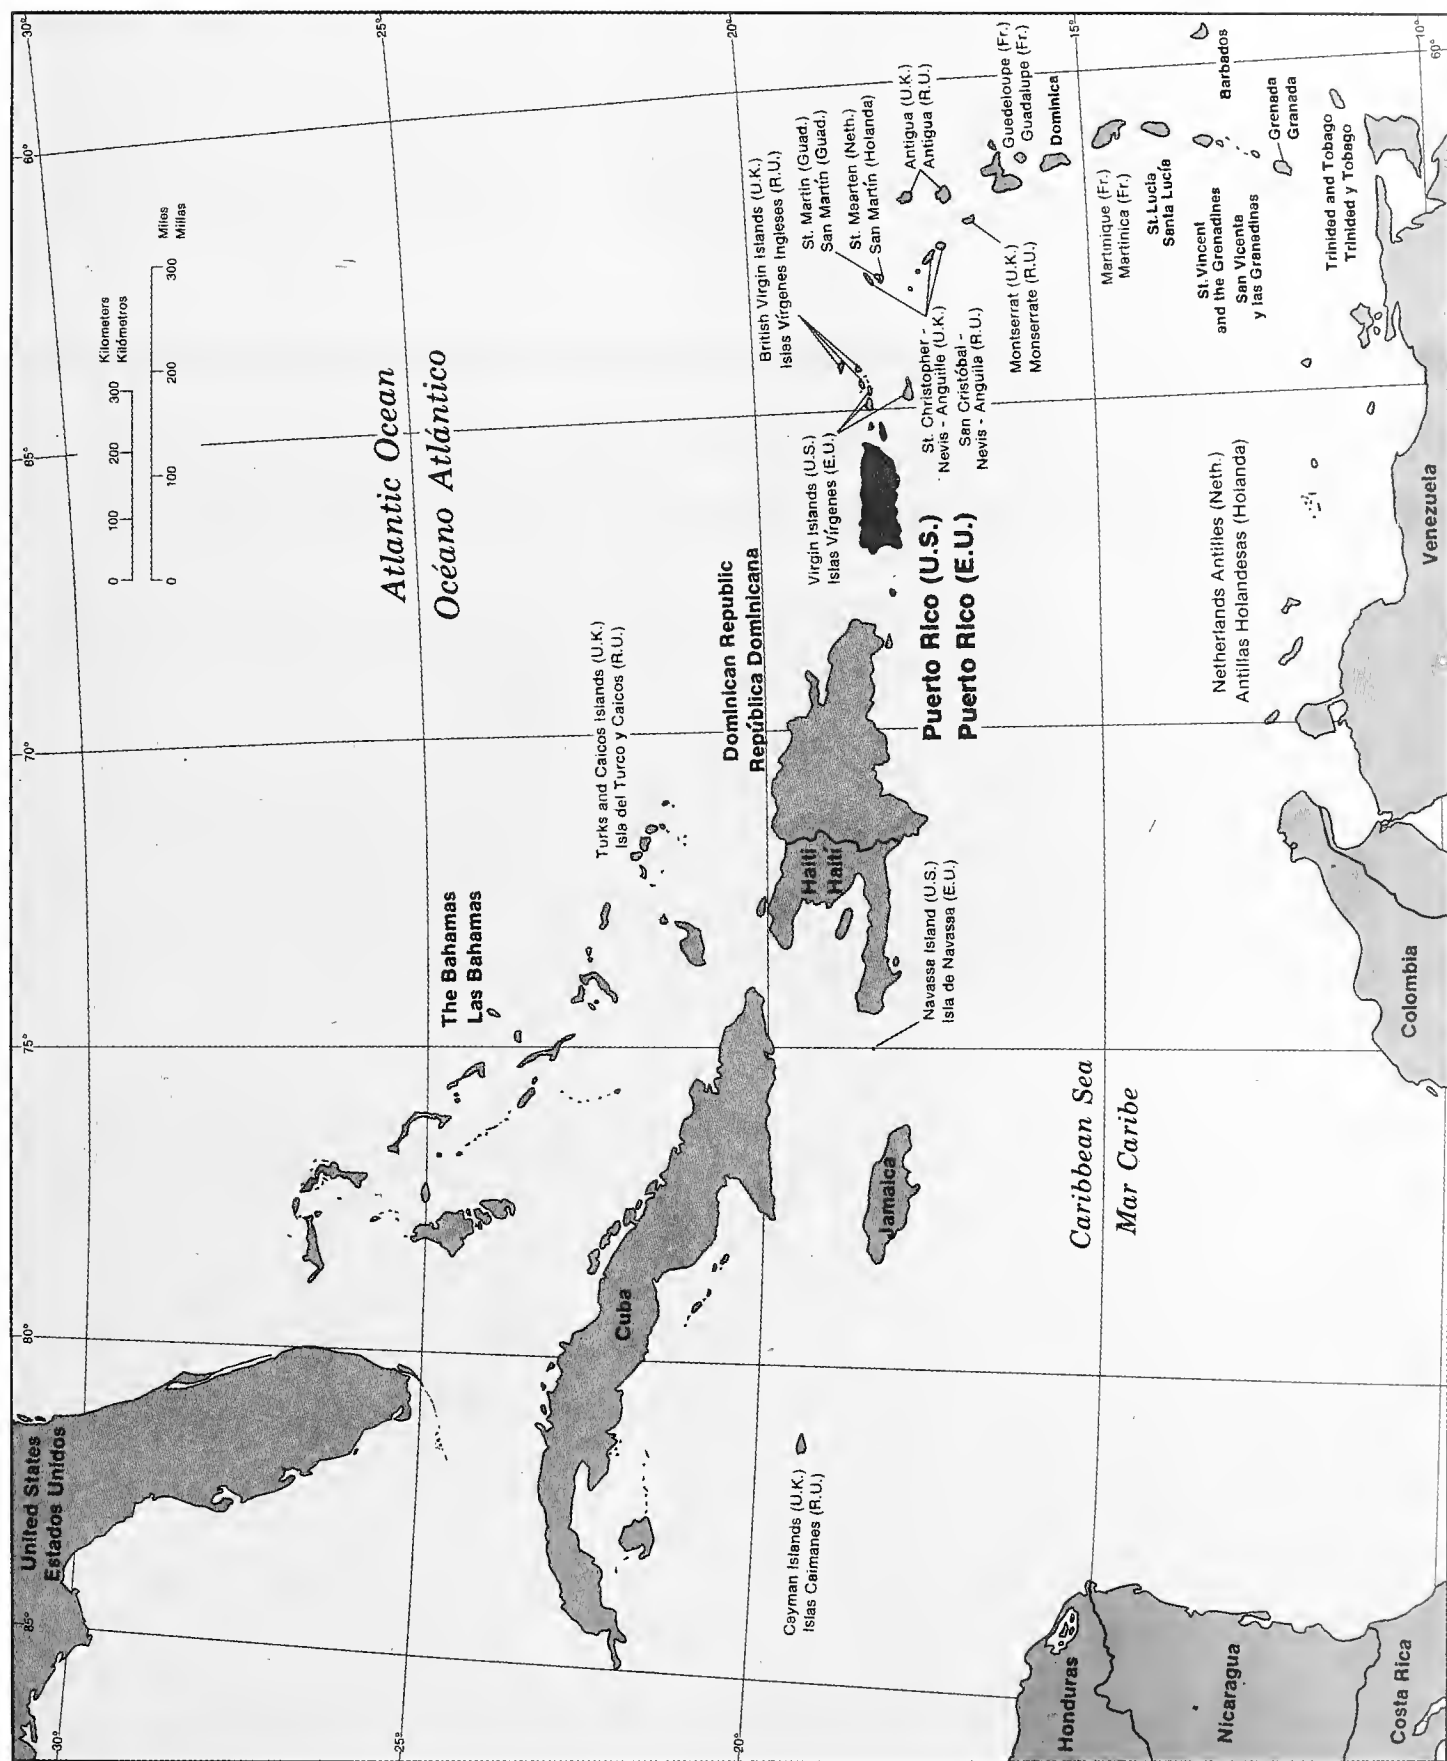 85°
80°
75°
70°
65°
60°
30°
30°
United States
Estados Unidos
Kilometers
Kilómetros
0
100
200
300
Miles
Millas
0
100
200
300
25°
25°
Atlantic Ocean
Océano Atlántico
The Bahamas
Las Bahamas
Turks and Caicos Islands (U.K.)
Isla del Turco y Caicos (R.U.)
Cuba
Dominican Republic
República Dominicana
20°
20°
British Virgin Islands (U.K.)
Islas Vírgenes Ingleses (R.U.)
St. Martin (Guad.)
San Martín (Guad.)
St. Maarten (Neth.)
San Martín (Holanda)
Virgin Islands (U.S.)
Islas Vírgenes (E.U.)
Cayman Islands (U.K.)
Islas Caimanes (R.U.)
Haiti
Haití
Jamaica
Antigua (U.K.)
Antigua (R.U.)
Navassa Island (U.S.)
Isla de Navassa (E.U.)
Puerto Rico (U.S.)
Puerto Rico (E.U.)
St. Christopher -
Nevis - Anguilla (U.K.)
San Cristóbal -
Nevis - Anguila (R.U.)
Guadeloupe (Fr.)
Guadalupe (Fr.)
Montserrat (U.K.)
Monserrate (R.U.)
Dominica
15°
Caribbean Sea
Mar Caribe
Martinique (Fr.)
Martinica (Fr.)
St. Lucia
Santa Lucía
St. Vincent
and the Grenadines
San Vicente
y las Granadinas
Barbados
Grenada
Granada
Netherlands Antilles (Neth.)
Antillas Holandesas (Holanda)
Trinidad and Tobago
Trinidad y Tobago
Honduras
Nicaragua
Costa Rica
Colombia
Venezuela
10°
60°